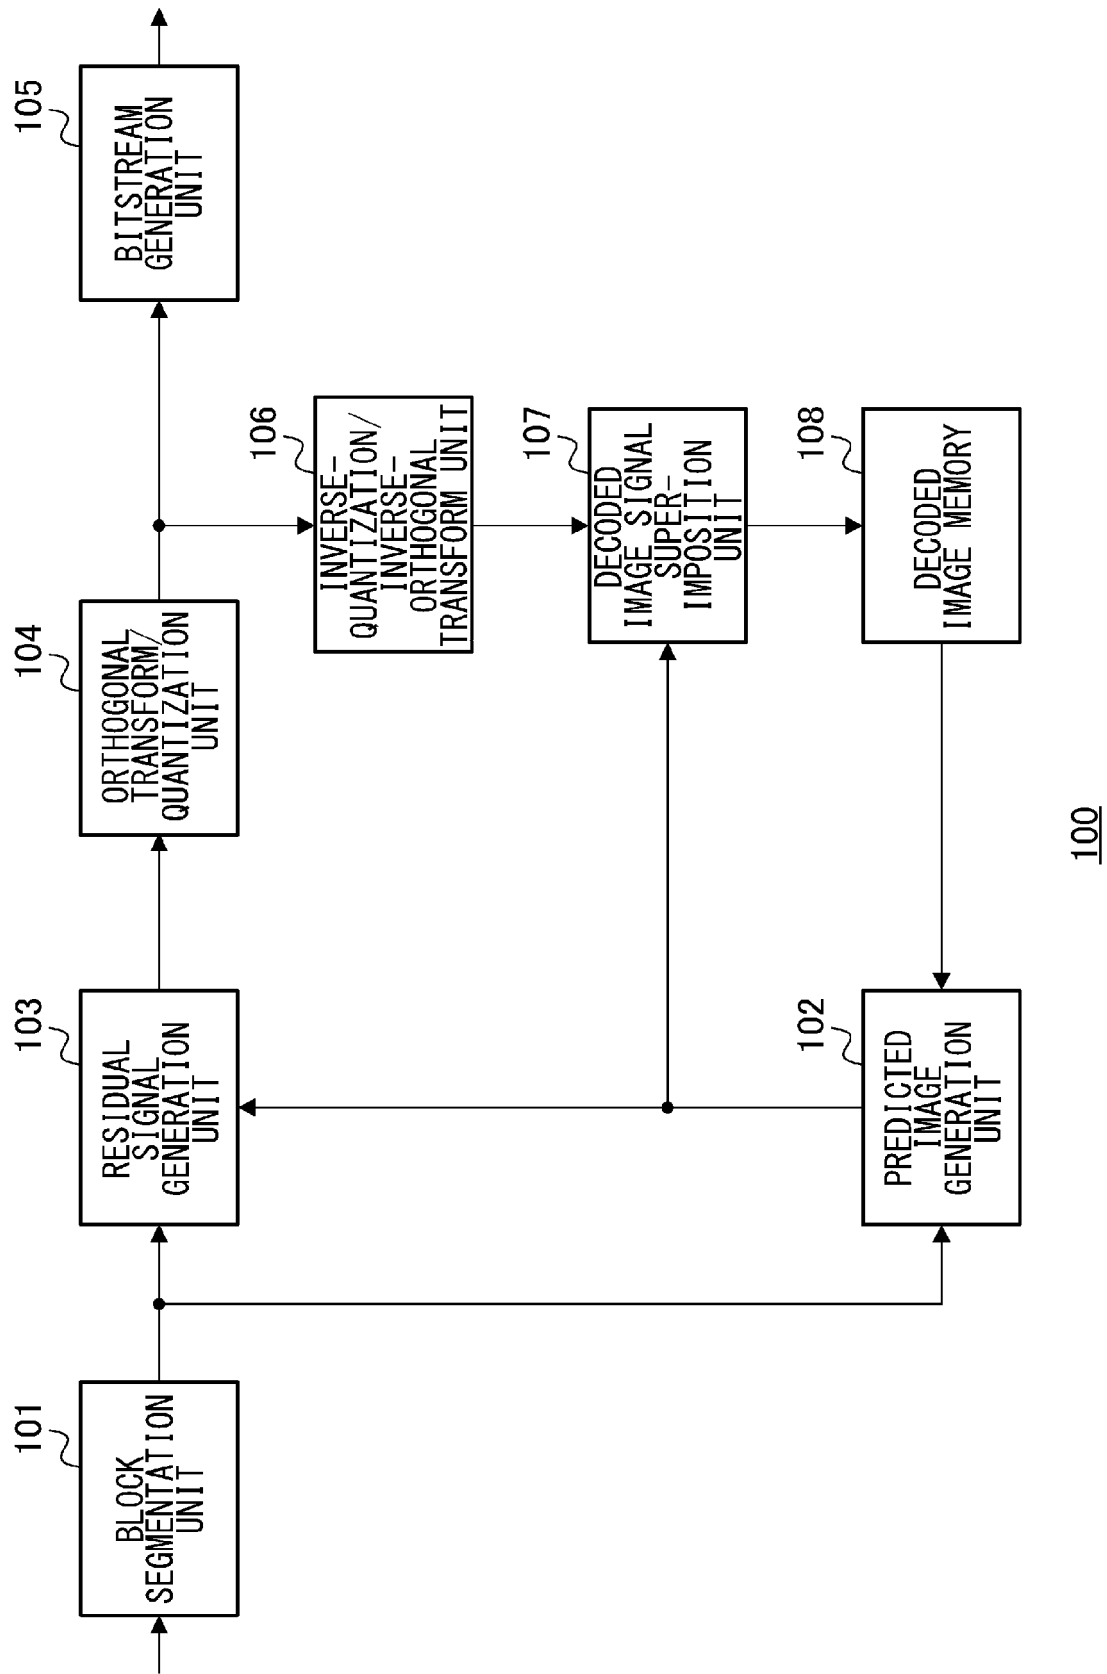 101
BLOCK
SEGMENTATION
UNIT
103
RESIDUAL
SIGNAL
GENERATION
UNIT
104
ORTHOGONAL
TRANSFORM/
QUANTIZATION
UNIT
105
BITSTREAM
GENERATION
UNIT
106
INVERSE-
QUANTIZATION/
INVERSE-
ORTHOGONAL
TRANSFORM UNIT
107
DECODED
IMAGE SIGNAL
SUPER-
IMPOSITION
UNIT
102
PREDICTED
IMAGE
GENERATION
UNIT
108
DECODED
IMAGE MEMORY
100